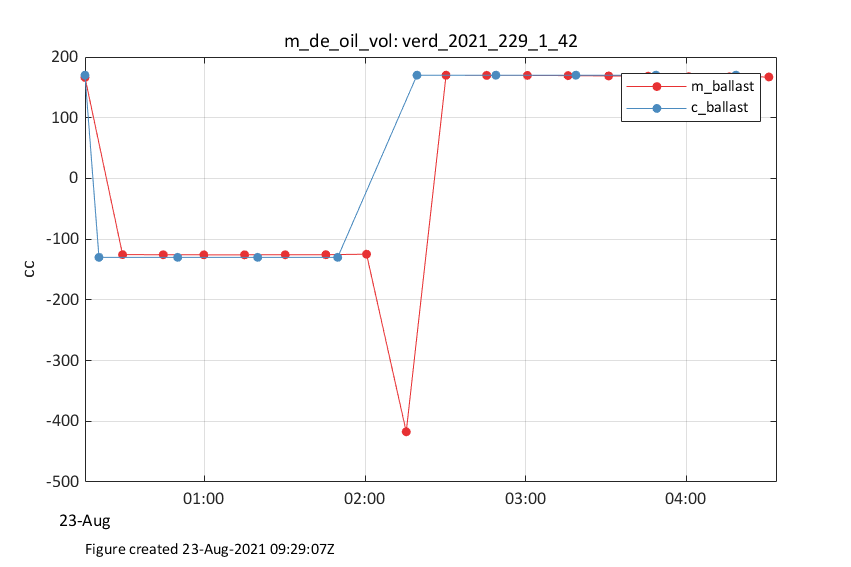 m_de_oil_vol: verd_2021_229_1_42
200
100
0
-100
-200
-300
-400
-500
cc
m_ballast
c_ballast
01:00 02:00 03:00 04:00
23-Aug
Figure created 23-Aug-2021 09:29:07Z